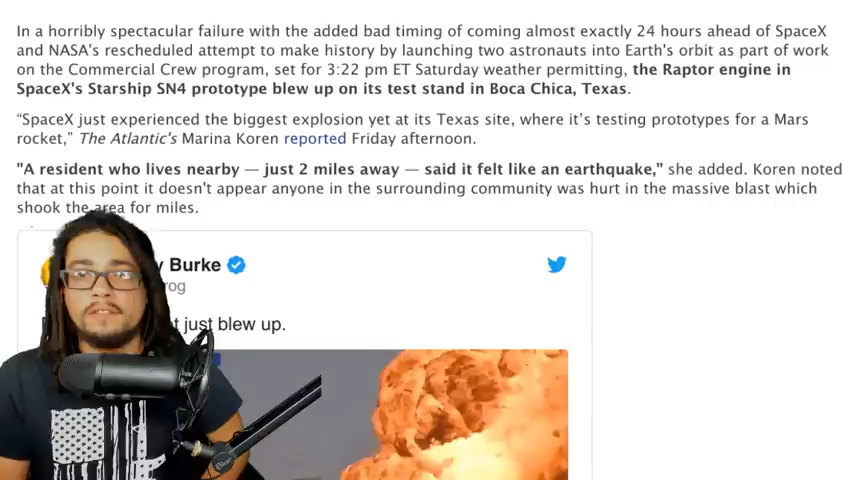 In a horribly spectacular failure with the added bad timing of coming almost exactly 24 hours ahead of SpaceX
and NASA's rescheduled attempt to make history by launching two astronauts into Earth's orbit as part of work
on the Commercial Crew program, set for 3:22 pm ET Saturday weather permitting, the Raptor engine in
SpaceX's Starship SN4 prototype blew up on its test stand in Boca Chica, Texas.
“SpaceX just experienced the biggest explosion yet at its Texas site, where it’s testing prototypes for a Mars
rocket,” The Atlantic's Marina Koren reported Friday afternoon.
"A resident who lives nearby — just 2 miles away — said it felt like an earthquake," she added. Koren noted
that at this point it doesn't appear anyone in the surrounding community was hurt in the massive blast which
shook the area for miles.
Burke
just blew up.
Blue